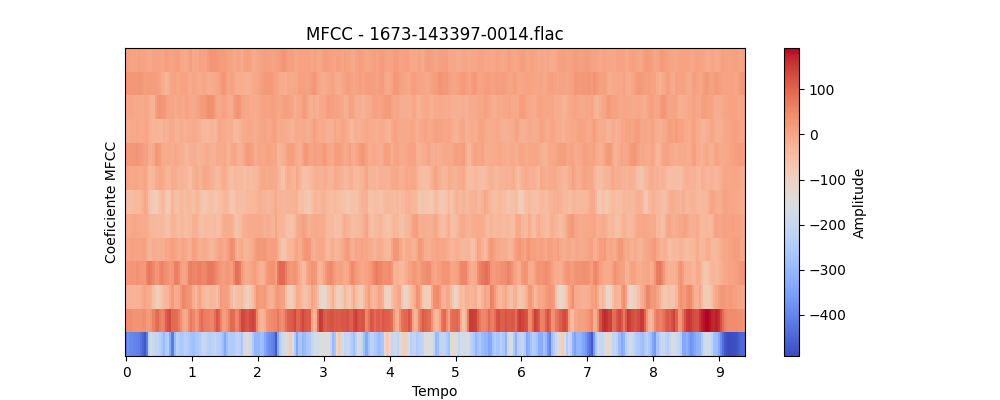 MFCC - 1673-143397-0014.flac
Coeficiente MFCC
0 1 2 3 4 5 6 7 8 9
Tempo
100
0
−100
−200
−300
−400
Amplitude